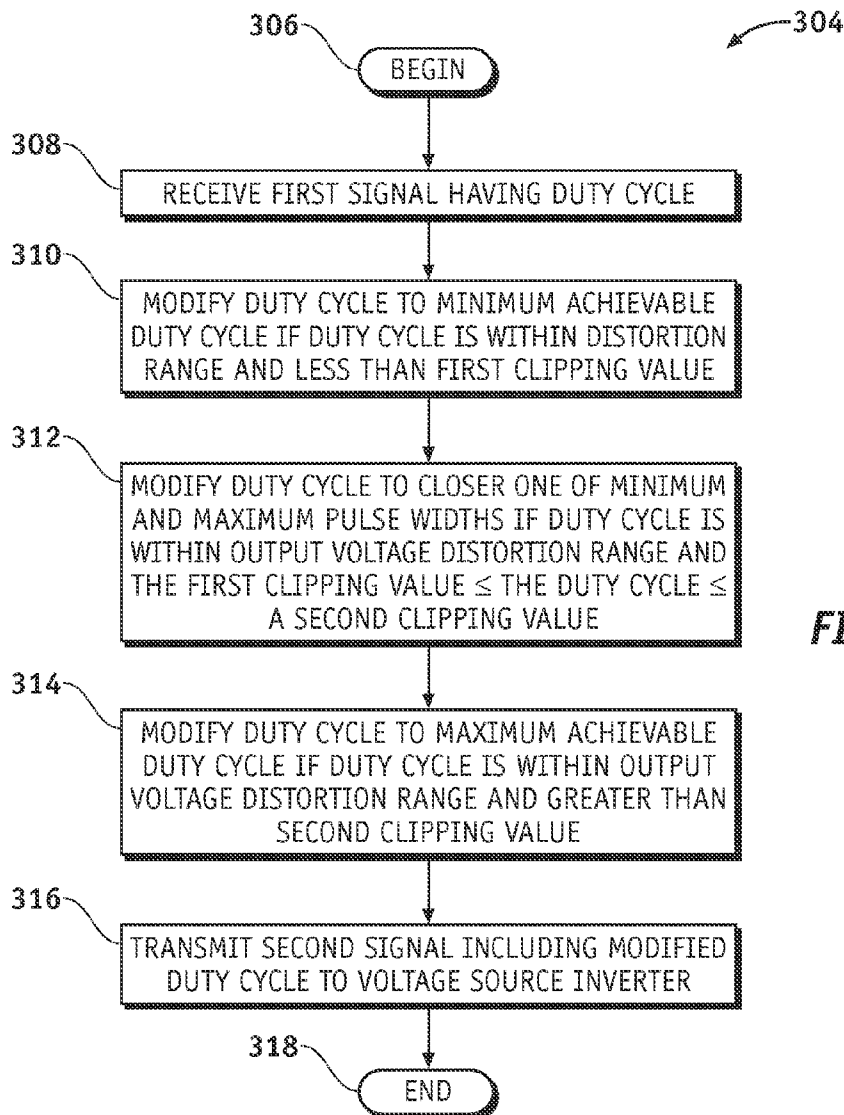 306
304
BEGIN
308
RECEIVE FIRST SIGNAL HAVING DUTY CYCLE
310
MODIFY DUTY CYCLE TO MINIMUM ACHIEVABLE
DUTY CYCLE IF DUTY CYCLE IS WITHIN DISTORTION
RANGE AND LESS THAN FIRST CLIPPING VALUE
312
MODIFY DUTY CYCLE TO CLOSER ONE OF MINIMUM
AND MAXIMUM PULSE WIDTHS IF DUTY CYCLE IS
WITHIN OUTPUT VOLTAGE DISTORTION RANGE AND
THE FIRST CLIPPING VALUE ≤ THE DUTY CYCLE ≤
A SECOND CLIPPING VALUE
314
MODIFY DUTY CYCLE TO MAXIMUM ACHIEVABLE
DUTY CYCLE IF DUTY CYCLE IS WITHIN OUTPUT
VOLTAGE DISTORTION RANGE AND GREATER THAN
SECOND CLIPPING VALUE
316
TRANSMIT SECOND SIGNAL INCLUDING MODIFIED
DUTY CYCLE TO VOLTAGE SOURCE INVERTER
318
END